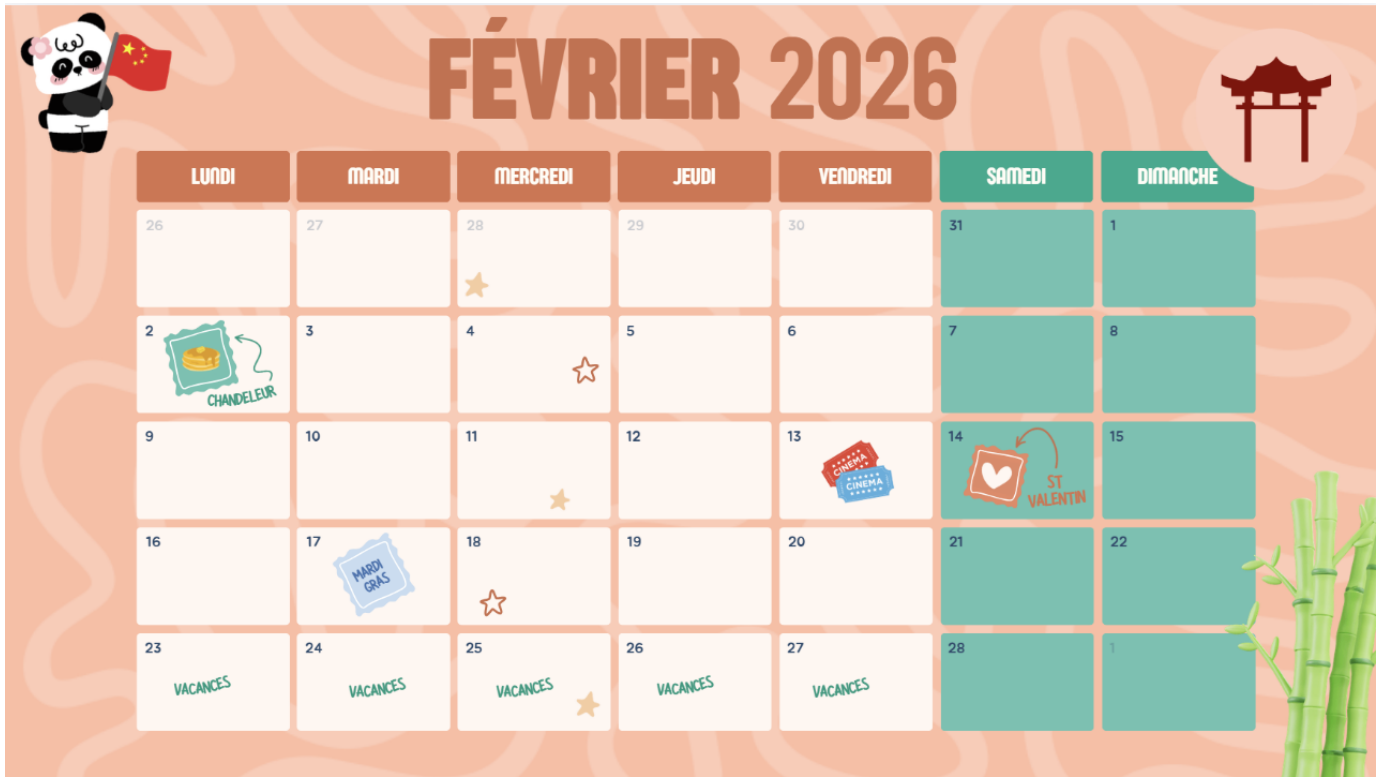 FÉVRIER 2026
LUNDI MARDI MERCREDI JEUDI VENDREDI SAMEDI DIMANCHE
26 27 28 29 30 31 1
2 3 4 5 6 7 8
CHANDELEUR
9 10 11 12 13 14 15
CINEMA
CINEMA
ST
VALENTIN
16 17 18 19 20 21 22
MARDI
GRAS
23 24 25 26 27 28 1
VACANCES VACANCES VACANCES VACANCES VACANCES